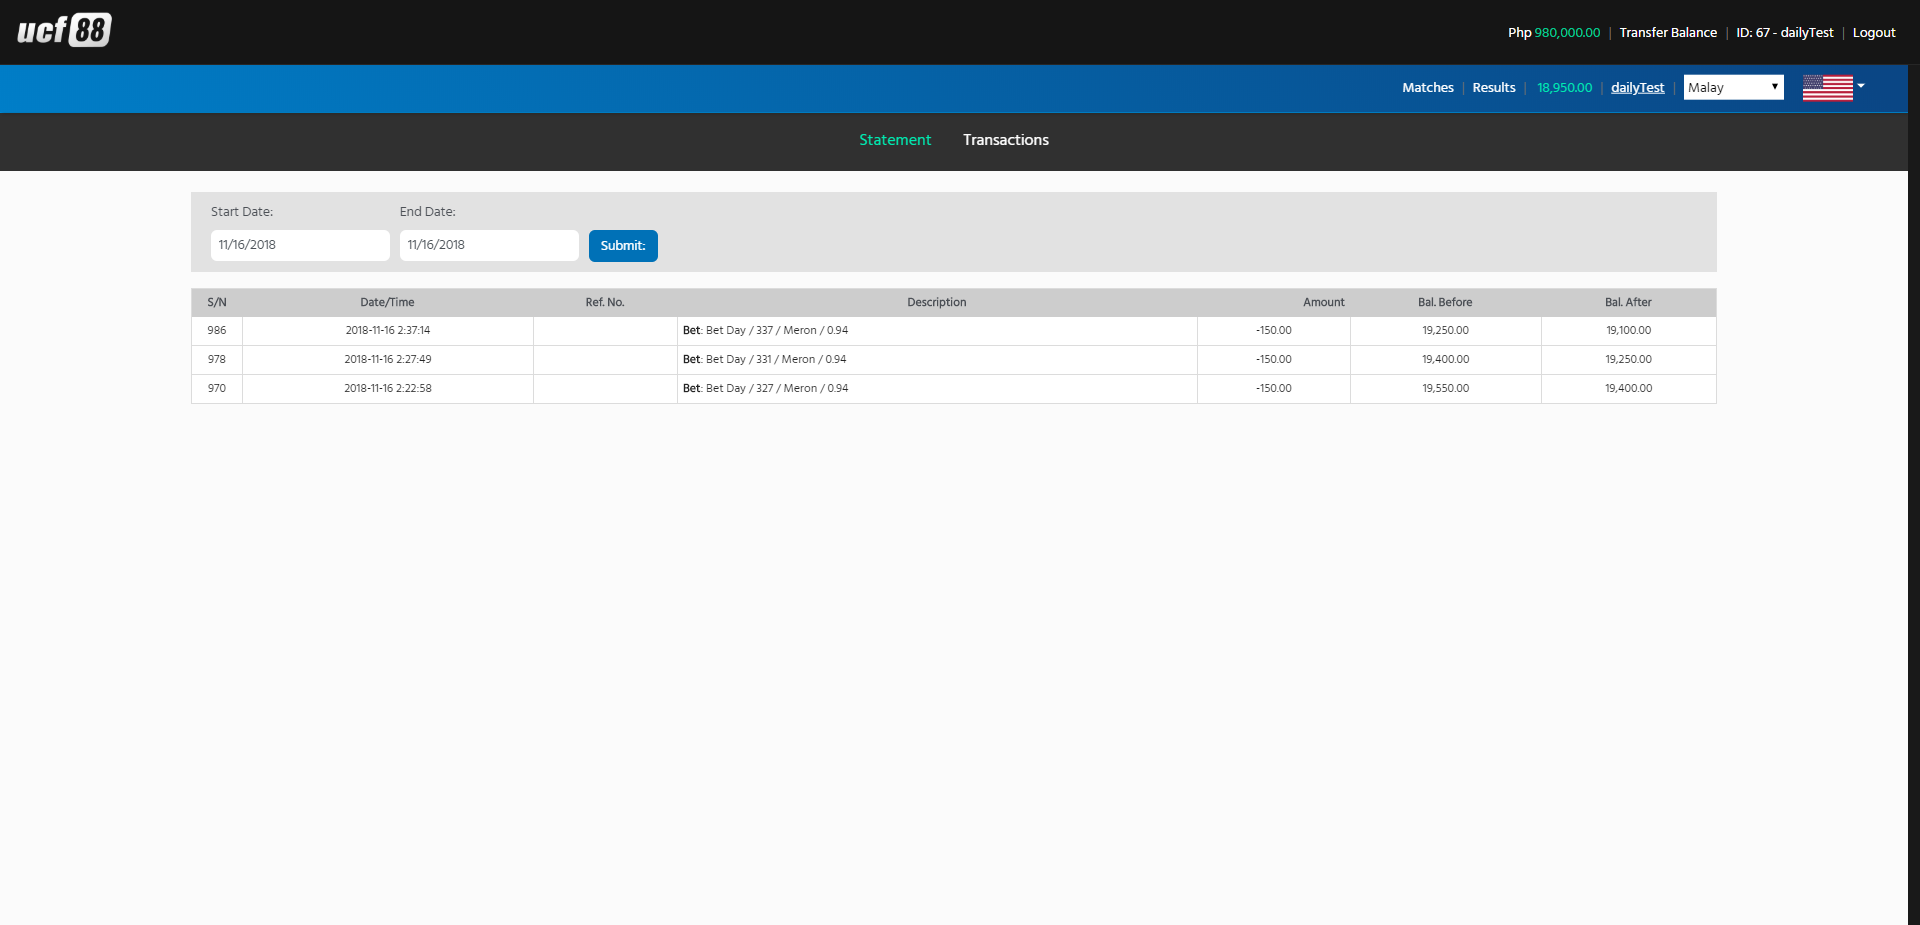 ucf 88
Php 980,000.00 | Transfer Balance | ID: 67 - dailyTest | Logout
Matches | Results | 18,950.00 | dailyTest | Malay
Statement Transactions
Start Date: End Date:
11/16/2018 11/16/2018 Submit:
S/N Date/Time Ref. No. Description Amount Bal. Before Bal. After
986 2018-11-16 2:37:14 Bet: Bet Day / 337 / Meron / 0.94 -150.00 19,250.00 19,100.00
978 2018-11-16 2:27:49 Bet: Bet Day / 331 / Meron / 0.94 -150.00 19,400.00 19,250.00
970 2018-11-16 2:22:58 Bet: Bet Day / 327 / Meron / 0.94 -150.00 19,550.00 19,400.00